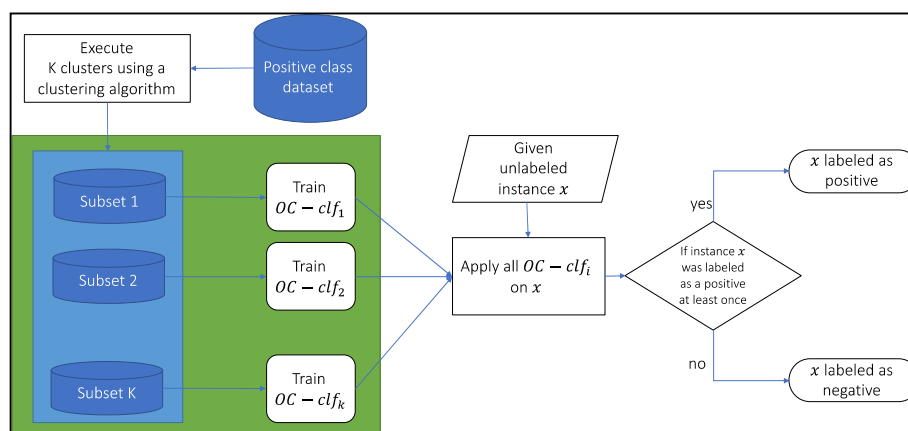 Execute
K clusters using a
clustering algorithm
Positive class
dataset
Subset 1
Train
OC − clf₁
Subset 2
Train
OC − clf₂
Subset K
Train
OC − clfₖ
Given
unlabeled
instance x
Apply all OC − clfᵢ
on x
If instance x
was labeled
as a positive
at least once
yes
x labeled as
positive
no
x labeled as
negative